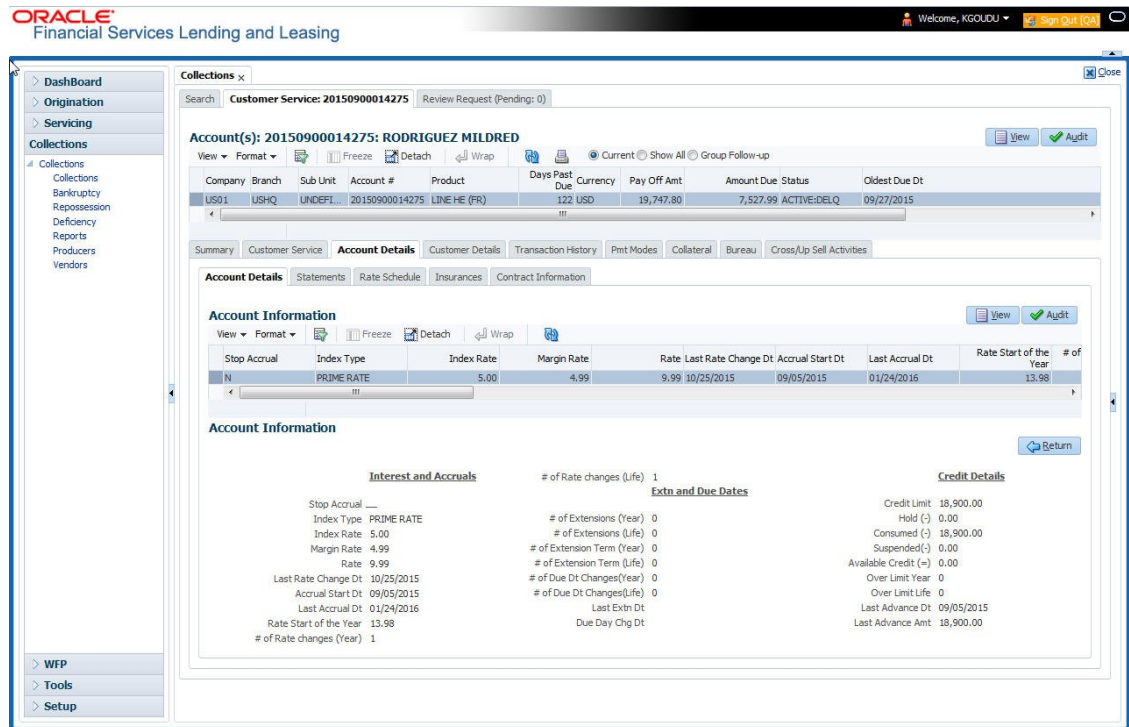 ORACLE®
Financial Services Lending and Leasing
Welcome, KGOUDU
Sign Out [QA]
Close
DashBoard
Origination
Servicing
Collections
Collections
Collections
Bankruptcy
Repossession
Deficiency
Reports
Producers
Vendors
WFP
Tools
Setup
Collections x
Search Customer Service: 20150900014275 Review Request (Pending: 0)
Account(s): 20150900014275: RODRIGUEZ MILDRED
View Audit
View Format Freeze Detach Wrap Current Show All Group Follow-up
Company Branch Sub Unit Account # Product Days Past Due Currency Pay Off Amt Amount Due Status Oldest Due Dt
US01 USHQ UNDEFI... 20150900014275 LINE HE (FR) 122 USD 19,747.80 7,527.99 ACTIVE:DELQ 09/27/2015
Summary Customer Service Account Details Customer Details Transaction History Pmt Modes Collateral Bureau Cross/Up Sell Activities
Account Details Statements Rate Schedule Insurances Contract Information
Account Information
View Audit
View Format Freeze Detach Wrap
Stop Accrual Index Type Index Rate Margin Rate Rate Last Rate Change Dt Accrual Start Dt Last Accrual Dt Rate Start of the Year # of
N PRIME RATE 5.00 4.99 9.99 10/25/2015 09/05/2015 01/24/2016 13.98
Account Information
Return
Interest and Accruals
Stop Accrual
Index Type PRIME RATE
Index Rate 5.00
Margin Rate 4.99
Rate 9.99
Last Rate Change Dt 10/25/2015
Accrual Start Dt 09/05/2015
Last Accrual Dt 01/24/2016
Rate Start of the Year 13.98
# of Rate changes (Year) 1
# of Rate changes (Life) 1
Extn and Due Dates
# of Extensions (Year) 0
# of Extensions (Life) 0
# of Extension Term (Year) 0
# of Extension Term (Life) 0
# of Due Dt Changes(Year) 0
# of Due Dt Changes(Life) 0
Last Extn Dt
Due Day Chg Dt
Credit Details
Credit Limit 18,900.00
Hold (-) 0.00
Consumed (-) 18,900.00
Suspended(-) 0.00
Available Credit (=) 0.00
Over Limit Year 0
Over Limit Life 0
Last Advance Dt 09/05/2015
Last Advance Amt 18,900.00